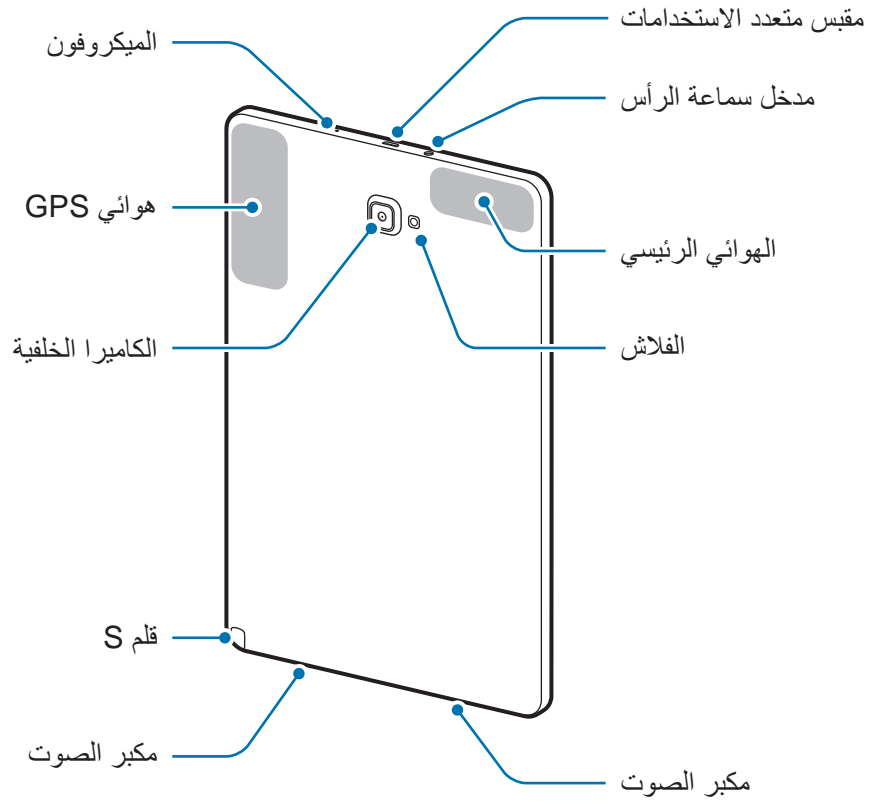 مقبس متعدد الاستخدامات
الميكروفون
مدخل سماعة الرأس
هوائي GPS
الهوائي الرئيسي
الفلاش
الكاميرا الخلفية
قلم S
مكبر الصوت
مكبر الصوت